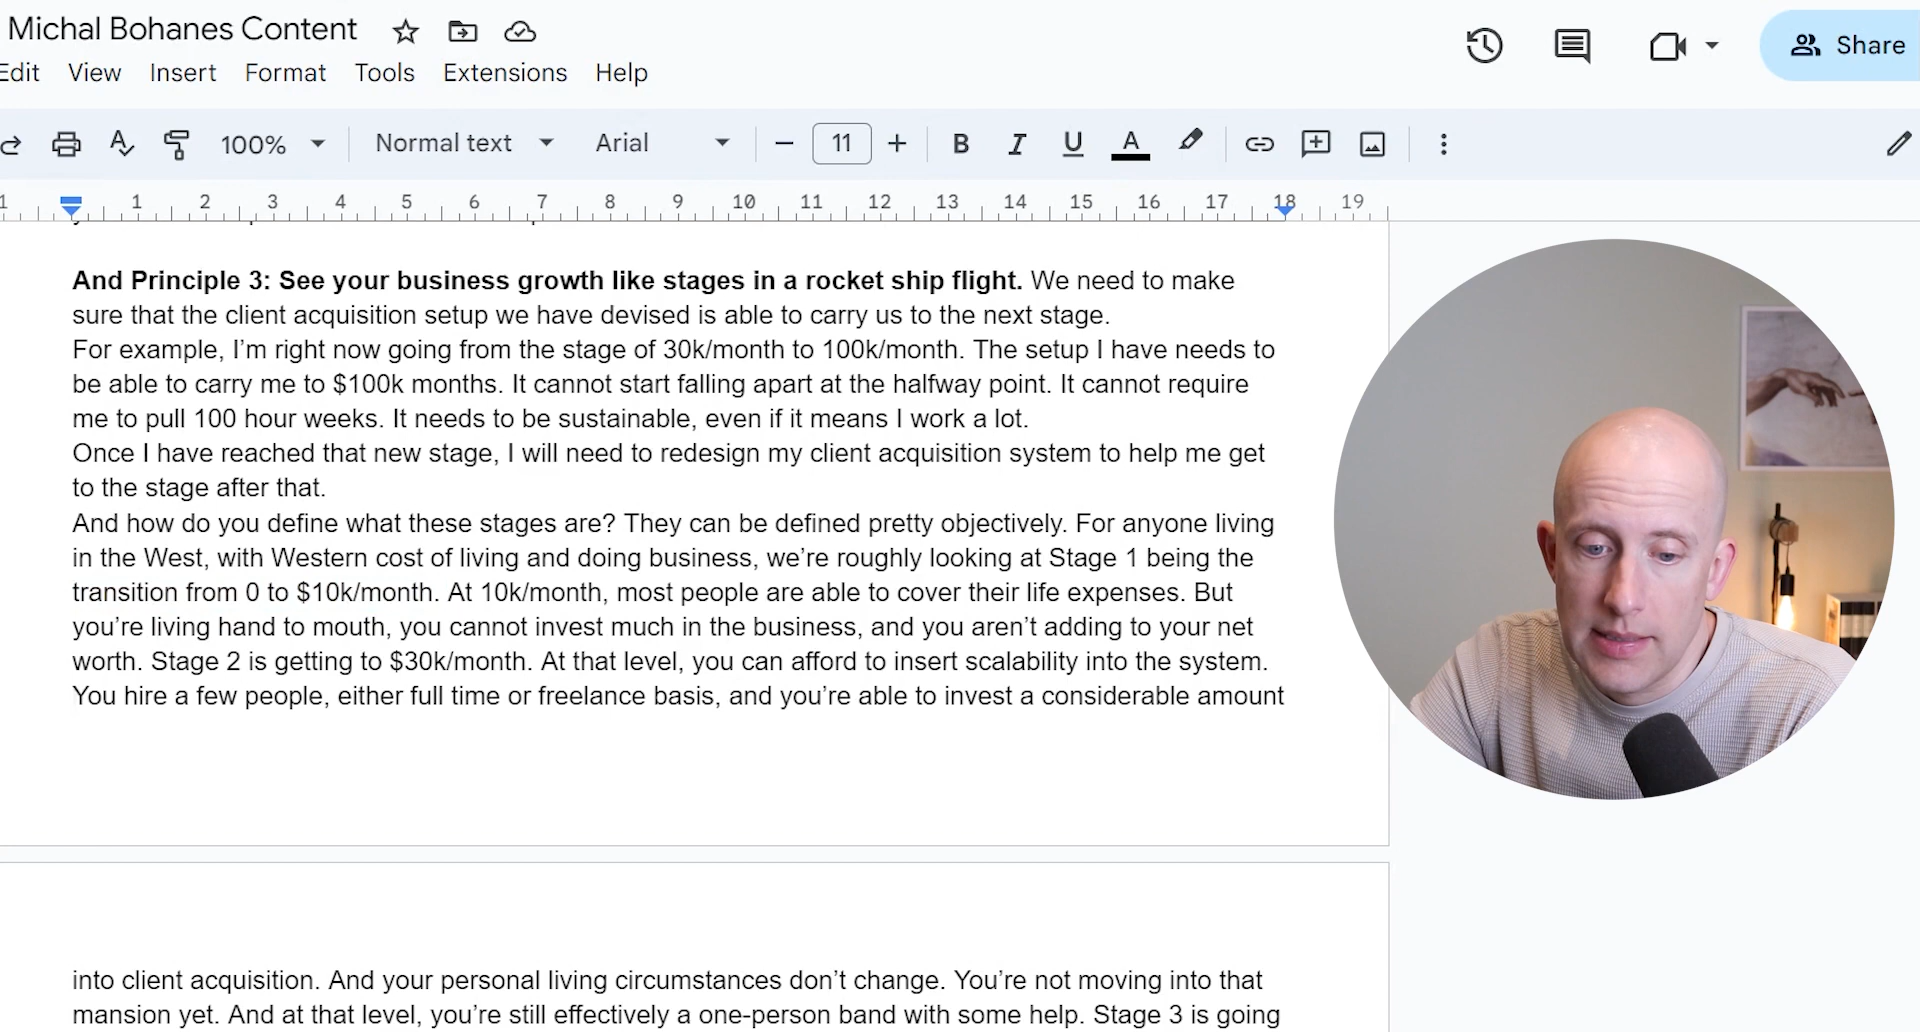 Michal Bohanes Content
Edit View Insert Format Tools Extensions Help
Share
100% Normal text Arial 11 B I U A
1 1 2 3 4 5 6 7 8 9 10 11 12 13 14 15 16 17 18 19
And Principle 3: See your business growth like stages in a rocket ship flight. We need to make
sure that the client acquisition setup we have devised is able to carry us to the next stage.
For example, I’m right now going from the stage of 30k/month to 100k/month. The setup I have needs to
be able to carry me to $100k months. It cannot start falling apart at the halfway point. It cannot require
me to pull 100 hour weeks. It needs to be sustainable, even if it means I work a lot.
Once I have reached that new stage, I will need to redesign my client acquisition system to help me get
to the stage after that.
And how do you define what these stages are? They can be defined pretty objectively. For anyone living
in the West, with Western cost of living and doing business, we’re roughly looking at Stage 1 being the
transition from 0 to $10k/month. At 10k/month, most people are able to cover their life expenses. But
you’re living hand to mouth, you cannot invest much in the business, and you aren’t adding to your net
worth. Stage 2 is getting to $30k/month. At that level, you can afford to insert scalability into the system.
You hire a few people, either full time or freelance basis, and you’re able to invest a considerable amount
into client acquisition. And your personal living circumstances don’t change. You’re not moving into that
mansion yet. And at that level, you’re still effectively a one-person band with some help. Stage 3 is going